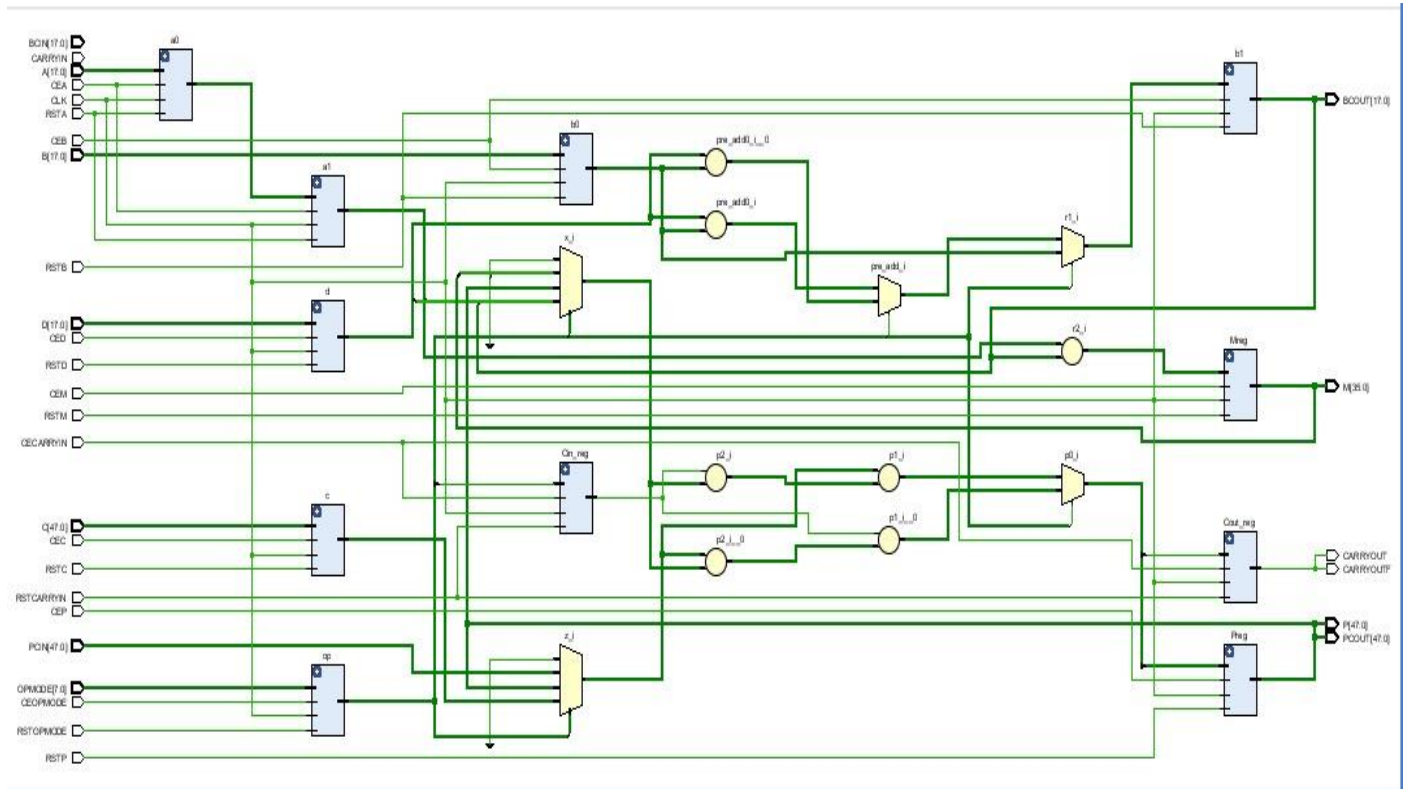 BCIN[17:0]
CARRYIN
A[17:0]
CEA
CLK
RSTA
CEB
B[17:0]
RSTB
D[17:0]
CED
RSTD
CEM
RSTM
CECARRYIN
C[47:0]
CEC
RSTC
RSTCARRYIN
CEP
PCIN[47:0]
OPMODE[7:0]
CEOPMODE
RSTOPMODE
RSTP
a0
a1
d
c
op
b0
x_i
Cin_reg
z_i
pre_add0_i__0
pre_add0_i
p2_i
p2_i__0
pre_add_i
p1_i
p1_i__0
r1_i
r2_i
p0_i
b1
Mreg
Cout_reg
Preg
BCOUT[17:0]
M[35:0]
CARRYOUT
CARRYOUTF
P[47:0]
PCOUT[47:0]